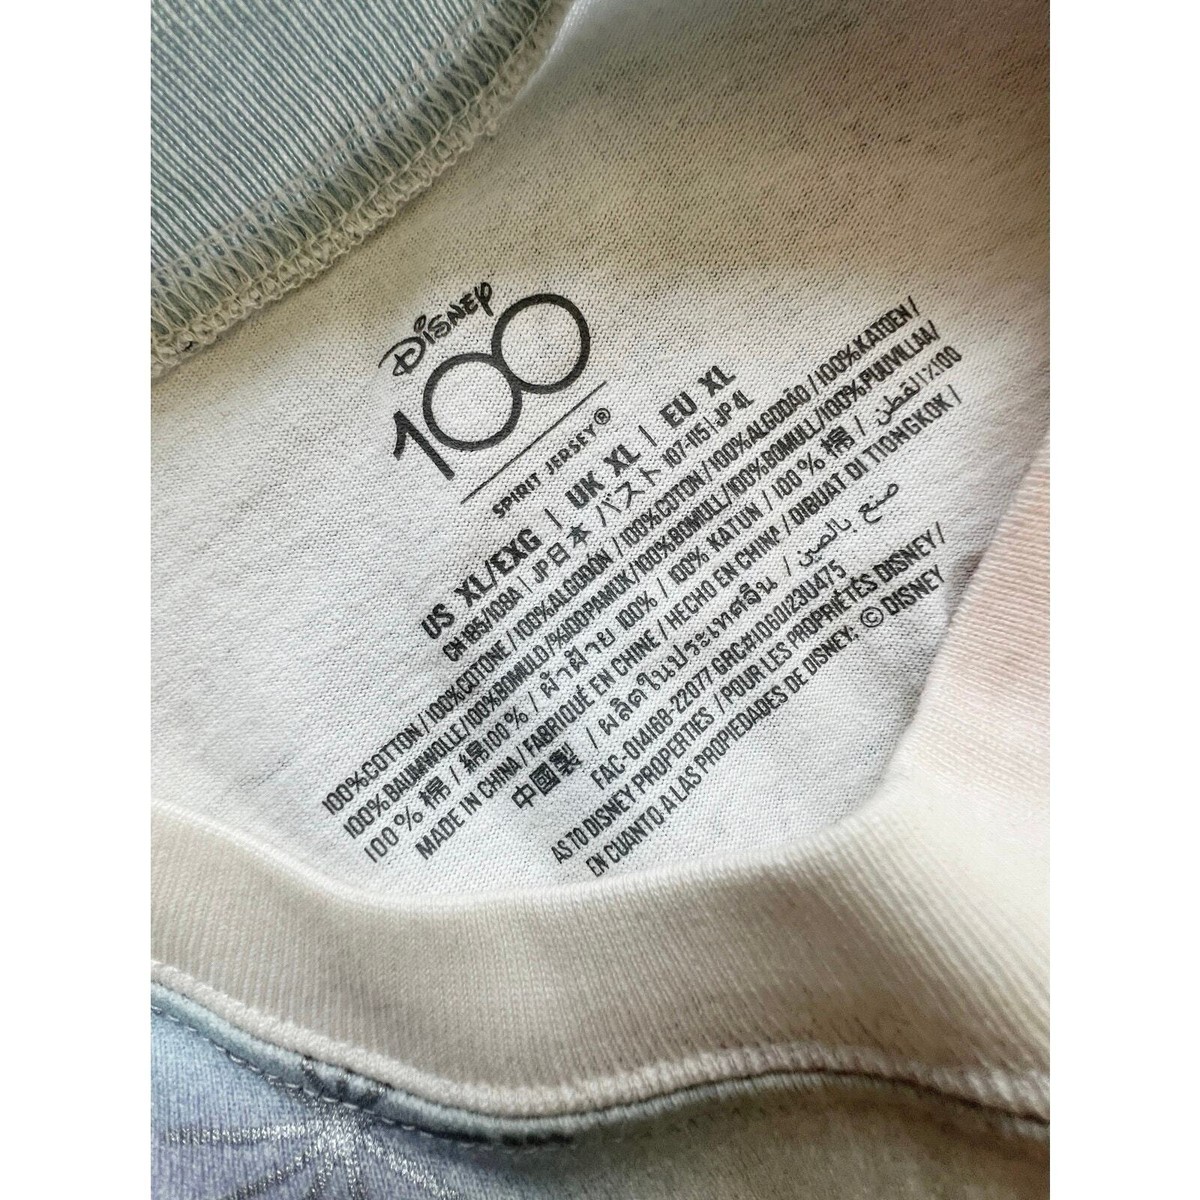 Disney
100
SPIRIT JERSEY®
US XL/EXG | UK XL | EU XL
CH 185/108A | JP日本 バスト 107-115 | JP 4L
100%COTTON / 100%COTONE / 100%ALGODÓN / 100%COTON / 100%ALGODÃO / 100%KATOEN /
100%BAUMWOLLE/100%BOMULD/%100PAMUK/100%BOMULL/100%BOMULL/100%PUUVILLAA/
100 % 棉 / 綿100% / ผ้าฝ้าย 100% / 100% KATUN / 100 % 棉 / القطن ٪100
MADE IN CHINA / FABRIQUÉ EN CHINE / HECHO EN CHINA / DIBUAT DI TIONGKOK /
中國製 / ผลิตในประเทศจีน / صنع بالصين
FAC-014168-22077 GRC#1060123U475
AS TO DISNEY PROPERTIES / POUR LES PROPRIÉTÉS DISNEY/
EN CUANTO A LAS PROPIEDADES DE DISNEY; © DISNEY